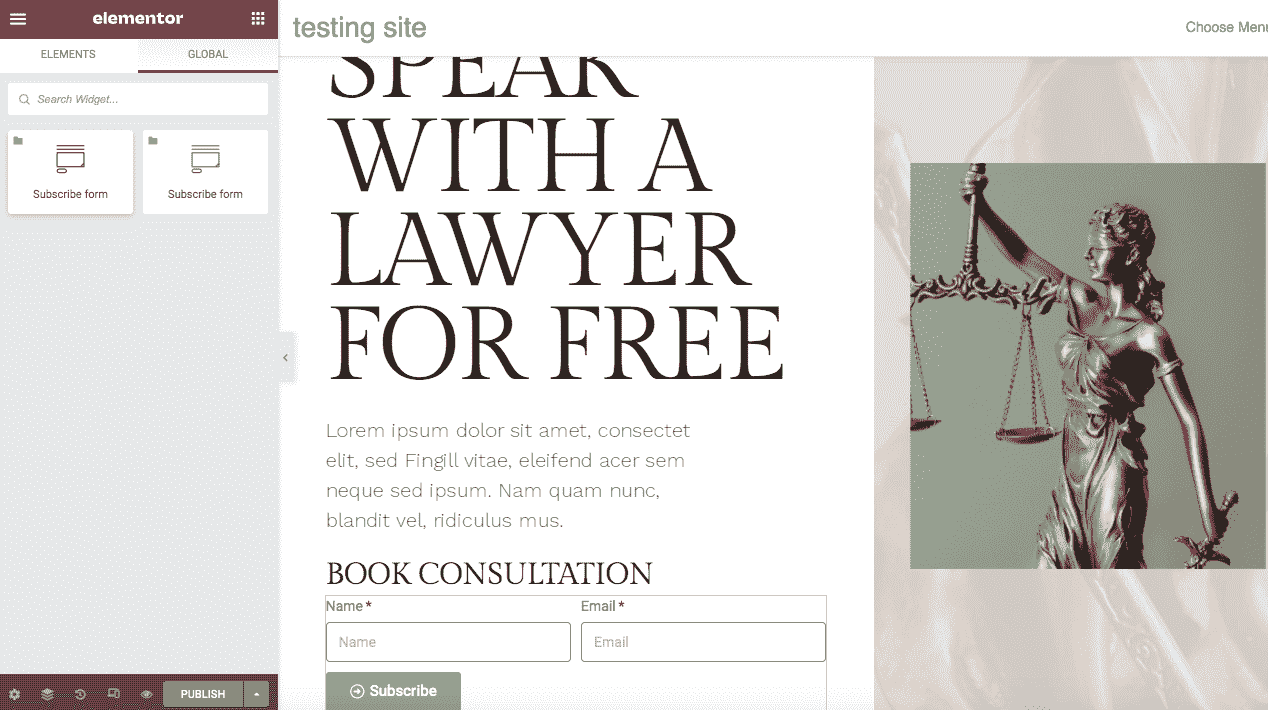 elementor
ELEMENTS GLOBAL
Search Widget...
Subscribe form Subscribe form
PUBLISH
testing site
Choose Menu
SPEAK
WITH A
LAWYER
FOR FREE
Lorem ipsum dolor sit amet, consectet
elit, sed Fingill vitae, eleifend acer sem
neque sed ipsum. Nam quam nunc,
blandit vel, ridiculus mus.
BOOK CONSULTATION
Name * Email *
Name Email
Subscribe